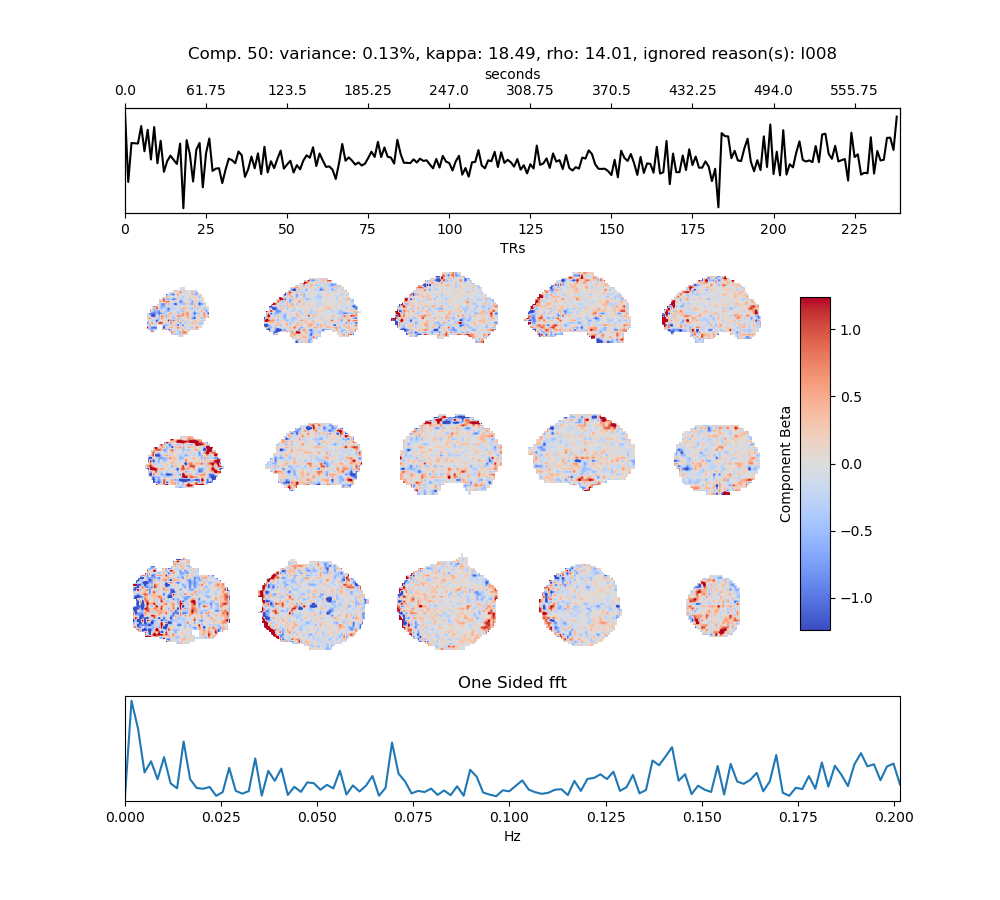 Comp. 50: variance: 0.13%, kappa: 18.49, rho: 14.01, ignored reason(s): I008
seconds
0.0 61.75 123.5 185.25 247.0 308.75 370.5 432.25 494.0 555.75
0 25 50 75 100 125 150 175 200 225
TRs
1.0
0.5
0.0
−0.5
−1.0
Component Beta
One Sided fft
0.000 0.025 0.050 0.075 0.100 0.125 0.150 0.175 0.200
Hz